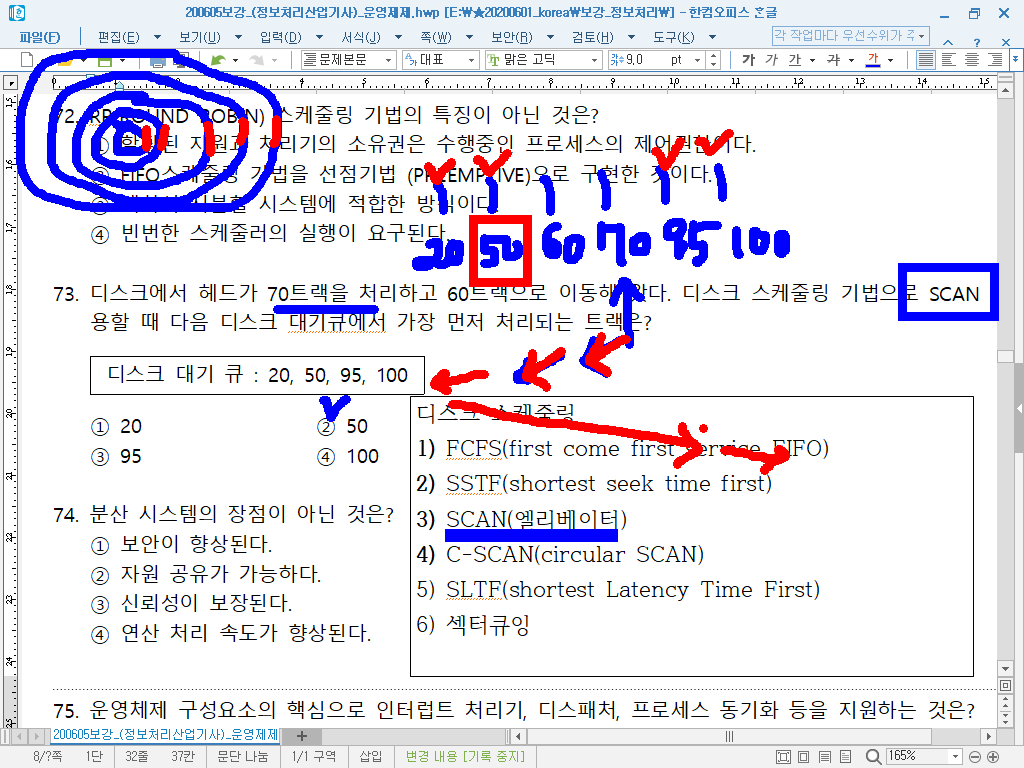 200605보강_(정보처리산업기사)_운영제제.hwp [E:₩★20200601_korea₩보강_정보처리₩] - 한컴오피스 한글
파일(F) 편집(E) 보기(U) 입력(D) 서식(J) 쪽(W) 보안(R) 검토(H) 도구(K) 각 작업마다 우선수위가 주
문제본문 대표 맑은 고딕 9,0 pt 가 가 가 가 가
72. RR(ROUND ROBIN) 스케줄링 기법의 특징이 아닌 것은?
① 할당된 자원과 처리기의 소유권은 수행중인 프로세스의 제어권한이다.
② FIFO스케줄링 기법을 선점기법 (PREEMPTIVE)으로 구현한 것이다.
③ 시분할 시스템에 적합한 방식이다
④ 빈번한 스케줄러의 실행이 요구된다.
20 50 60 70 95 100
73. 디스크에서 헤드가 70트랙을 처리하고 60트랙으로 이동해 왔다. 디스크 스케줄링 기법으로 SCAN
용할 때 다음 디스크 대기큐에서 가장 먼저 처리되는 트랙은?
디스크 대기 큐 : 20, 50, 95, 100
① 20 ② 50
③ 95 ④ 100
디스크 스케줄링
1) FCFS(first come first service FIFO)
2) SSTF(shortest seek time first)
3) SCAN(엘리베이터)
4) C-SCAN(circular SCAN)
5) SLTF(shortest Latency Time First)
6) 섹터큐잉
74. 분산 시스템의 장점이 아닌 것은?
① 보안이 향상된다.
② 자원 공유가 가능하다.
③ 신뢰성이 보장된다.
④ 연산 처리 속도가 향상된다.
75. 운영체제 구성요소의 핵심으로 인터럽트 처리기, 디스패처, 프로세스 동기화 등을 지원하는 것은?
200605보강_(정보처리산업기사)_운영제제
8/?쪽 1단 32줄 37칸 문단 나눔 1/1 구역 삽입 변경 내용 [기록 중지] 165%